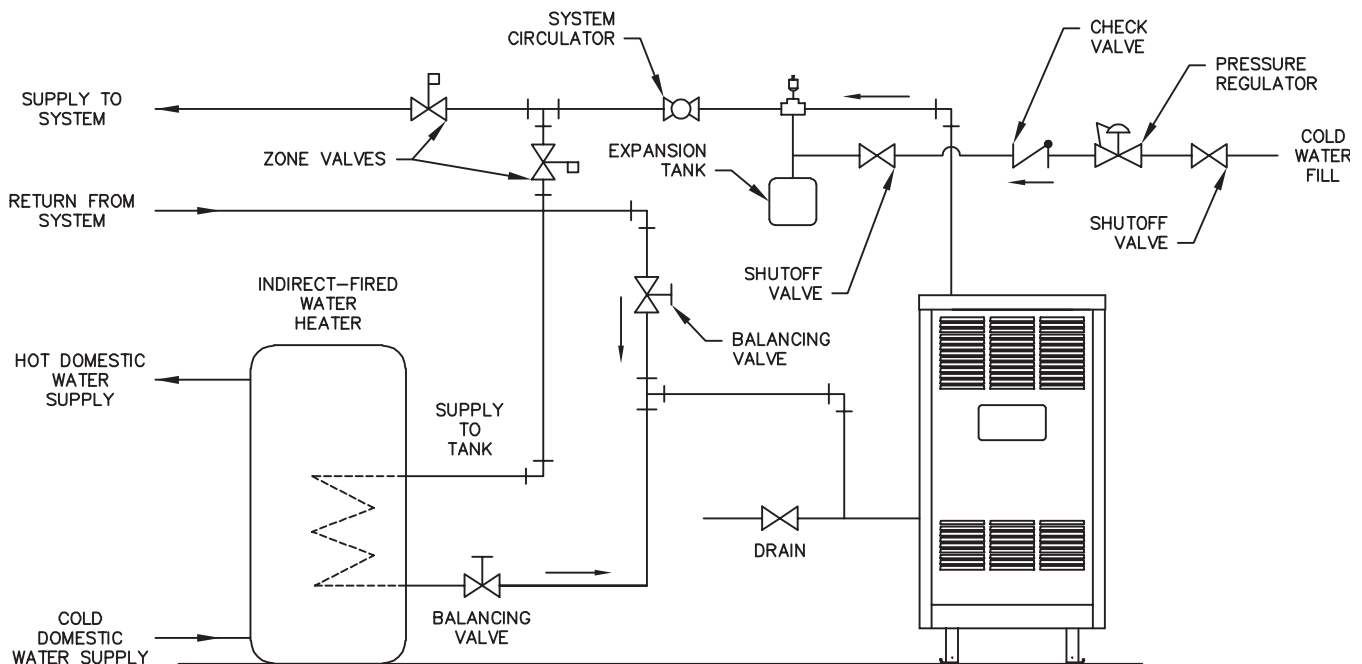 SYSTEM
CIRCULATOR
CHECK
VALVE
PRESSURE
REGULATOR
SUPPLY TO
SYSTEM
ZONE VALVES
EXPANSION
TANK
COLD
WATER
FILL
RETURN FROM
SYSTEM
SHUTOFF
VALVE
SHUTOFF
VALVE
INDIRECT-FIRED
WATER
HEATER
BALANCING
VALVE
HOT DOMESTIC
WATER
SUPPLY
SUPPLY
TO
TANK
DRAIN
BALANCING
VALVE
COLD
DOMESTIC
WATER SUPPLY